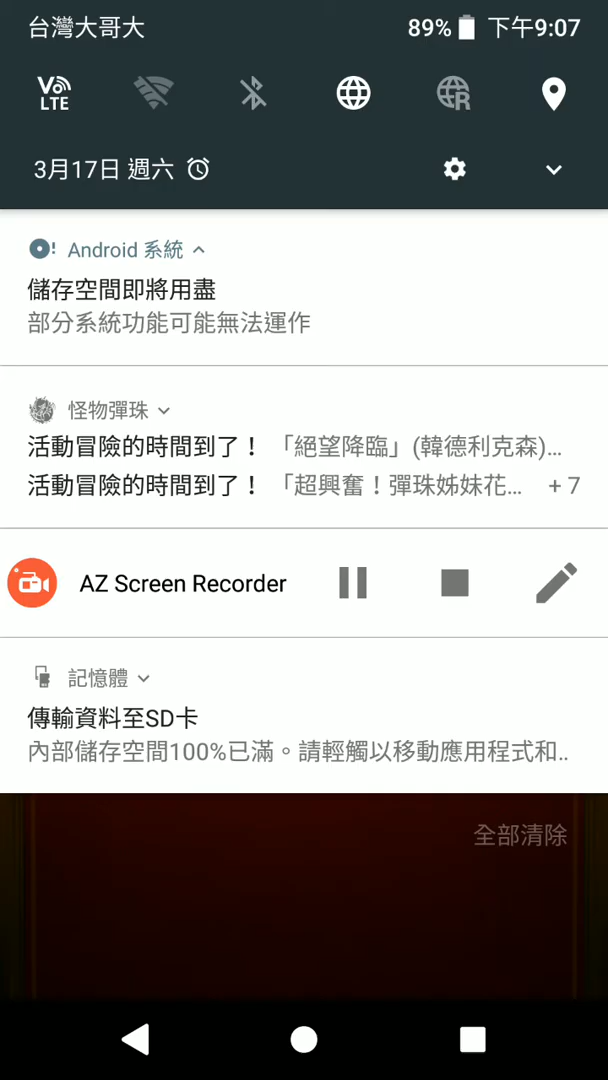 台灣大哥大 89% 下午9:07
Vo LTE R
3月17日 週六
Android 系統
儲存空間即將用盡
部分系統功能可能無法運作
怪物彈珠
活動冒險的時間到了！ 「絕望降臨」(韓德利克森)...
活動冒險的時間到了！ 「超興奮！彈珠姊妹花... + 7
AZ Screen Recorder
記憶體
傳輸資料至SD卡
內部儲存空間100%已滿。請輕觸以移動應用程式和..
全部清除